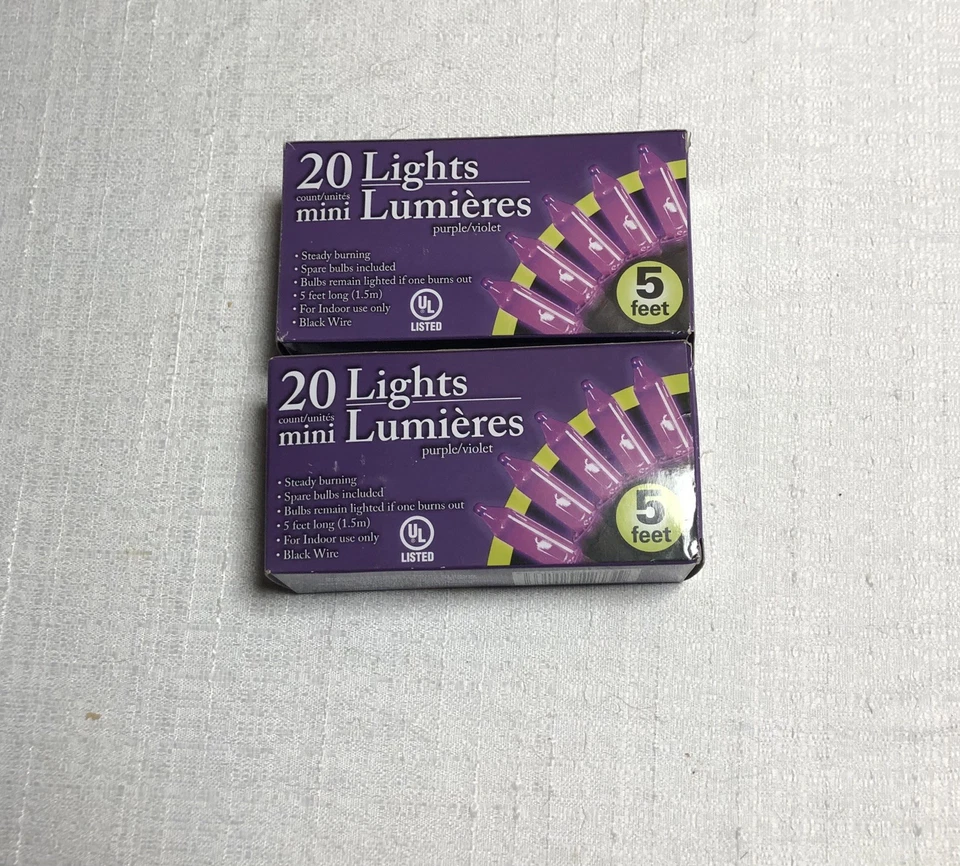 20 Lights
count/unités
mini Lumières
purple/violet
• Steady burning
• Spare bulbs included
• Bulbs remain lighted if one burns out
• 5 feet long (1.5m)
• For Indoor use only
• Black Wire
UL
LISTED
5
feet
20 Lights
count/unités
mini Lumières
purple/violet
• Steady burning
• Spare bulbs included
• Bulbs remain lighted if one burns out
• 5 feet long (1.5m)
• For Indoor use only
• Black Wire
UL
LISTED
5
feet